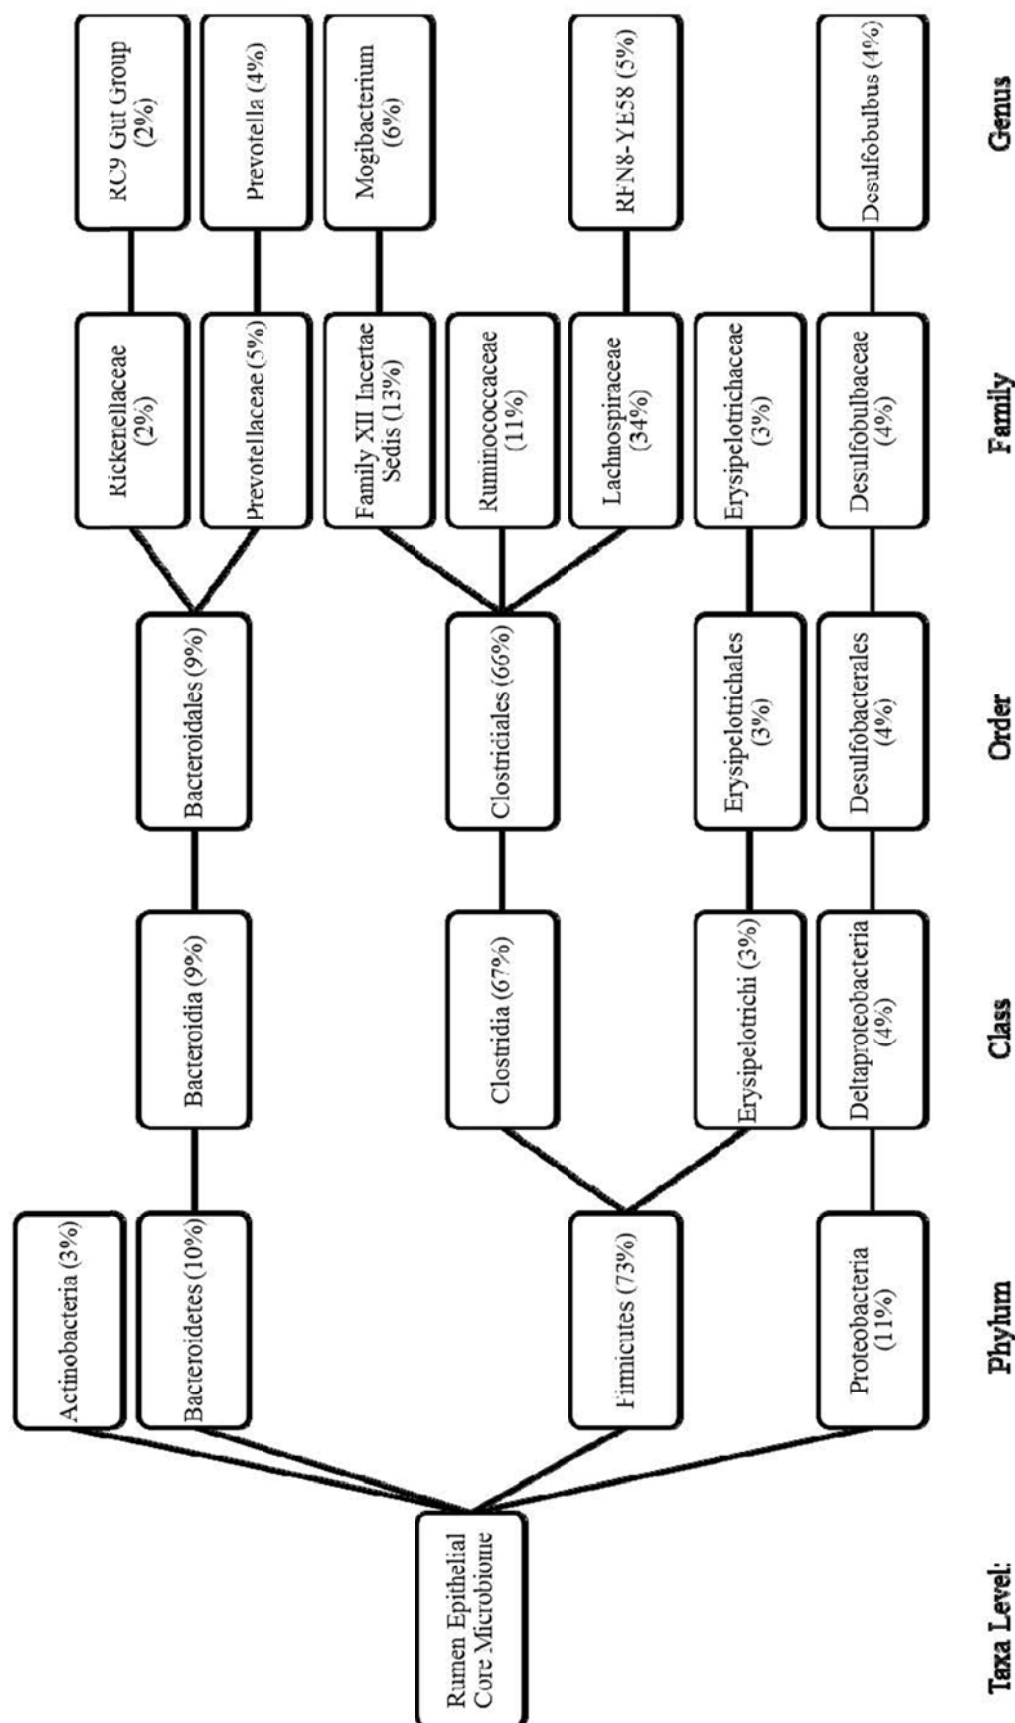 Rumen Epithelial
Core Microbiome
Actinobacteria (3%)
Bacteroidetes (10%)
Firmicutes (73%)
Proteobacteria
(11%)
Bacteroidia (9%)
Clostridia (67%)
Erysipelotrichi (3%)
Deltaproteobacteria
(4%)
Bacteroidales (9%)
Clostridiales (66%)
Erysipelotrichales
(3%)
Desulfobacterales
(4%)
Rickenellaceae
(2%)
Prevotellaceae (5%)
Family XII Incertae
Sedis (13%)
Ruminococcaceae
(11%)
Lachnospiraceae
(34%)
Erysipelotrichaceae
(3%)
Desulfobulbaceae
(4%)
RC9 Gut Group
(2%)
Prevotella (4%)
Mogibacterium
(6%)
RFN8-YE58 (5%)
Desulfobulbus (4%)
Taxa Level:
Phylum
Class
Order
Family
Genus